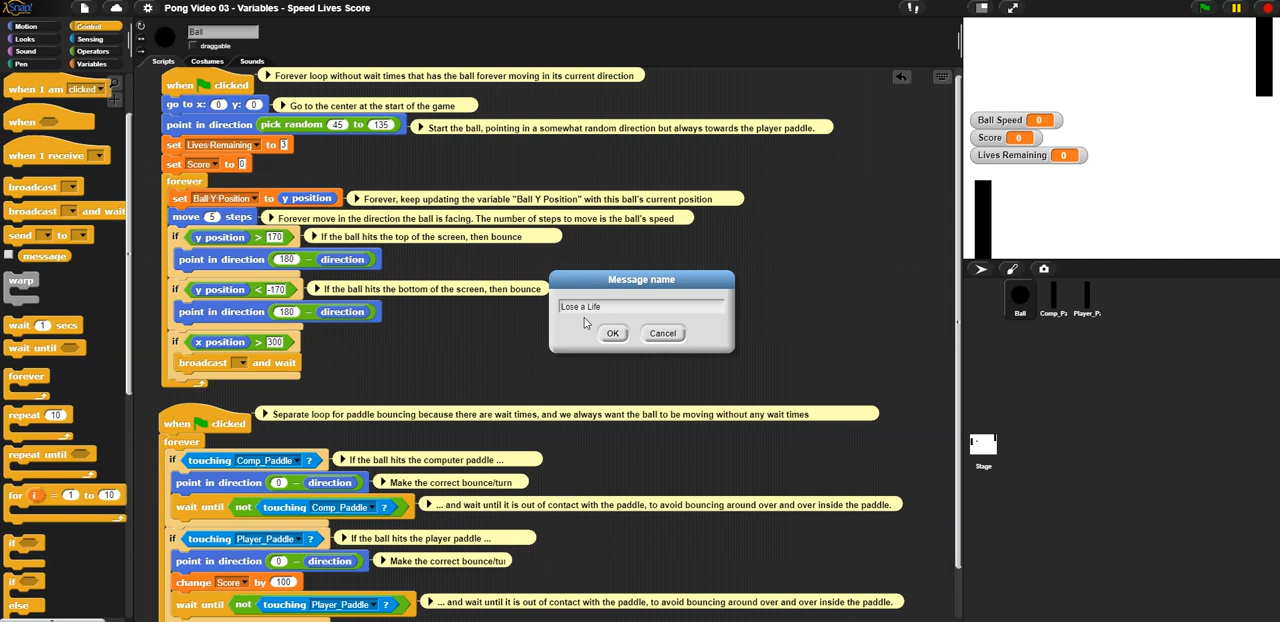 Snap!
Pong Video 03 - Variables - Speed Lives Score
Motion
Control
Looks
Sensing
Sound
Operators
Pen
Variables
Ball
draggable
Scripts
Costumes
Sounds
when I am clicked
when
when I receive
broadcast
broadcast and wait
send to
message
warp
wait 1 secs
wait until
forever
repeat 10
repeat until
for i = 1 to 10
if
if
else
when clicked
Forever loop without wait times that has the ball forever moving in its current direction
go to x: 0 y: 0
Go to the center at the start of the game
point in direction pick random 45 to 135
Start the ball, pointing in a somewhat random direction but always towards the player paddle.
set Lives Remaining to 3
set Score to 0
forever
set Ball Y Position to y position
Forever, keep updating the variable "Ball Y Position" with this ball's current position
move 5 steps
Forever move in the direction the ball is facing. The number of steps to move is the ball's speed
if y position > 170
If the ball hits the top of the screen, then bounce
point in direction 180 - direction
if y position < -170
If the ball hits the bottom of the screen, then bounce
point in direction 180 - direction
if x position > 300
broadcast and wait
when clicked
Separate loop for paddle bouncing because there are wait times, and we always want the ball to be moving without any wait times
forever
if touching Comp_Paddle ?
If the ball hits the computer paddle ...
point in direction 0 - direction
Make the correct bounce/turn
wait until not touching Comp_Paddle ?
... and wait until it is out of contact with the paddle, to avoid bouncing around over and over inside the paddle.
if touching Player_Paddle ?
If the ball hits the player paddle ...
point in direction 0 - direction
Make the correct bounce/tu
change Score by 100
wait until not touching Player_Paddle ?
... and wait until it is out of contact with the paddle, to avoid bouncing around over and over inside the paddle.
Message name
Lose a Life
OK
Cancel
Ball Speed 0
Score 0
Lives Remaining 0
Ball
Comp_Pa
Player_Pa
Stage